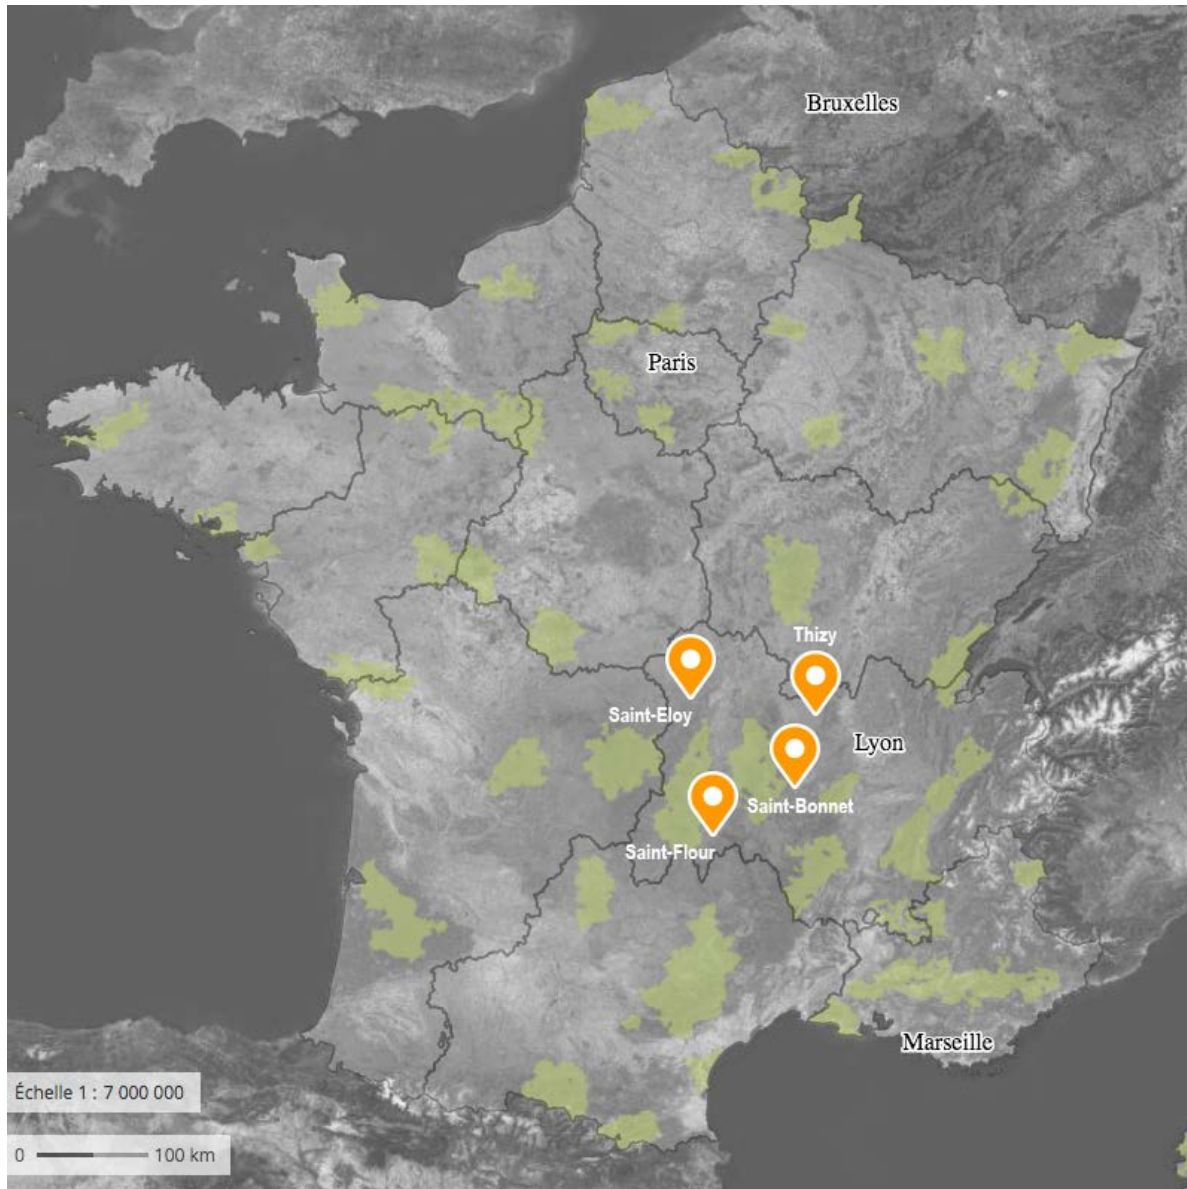 Bruxelles
Paris
Thizy
Saint-Eloy
Lyon
Saint-Bonnet
Saint-Flour
Marseille
Échelle 1 : 7 000 000
0 100 km